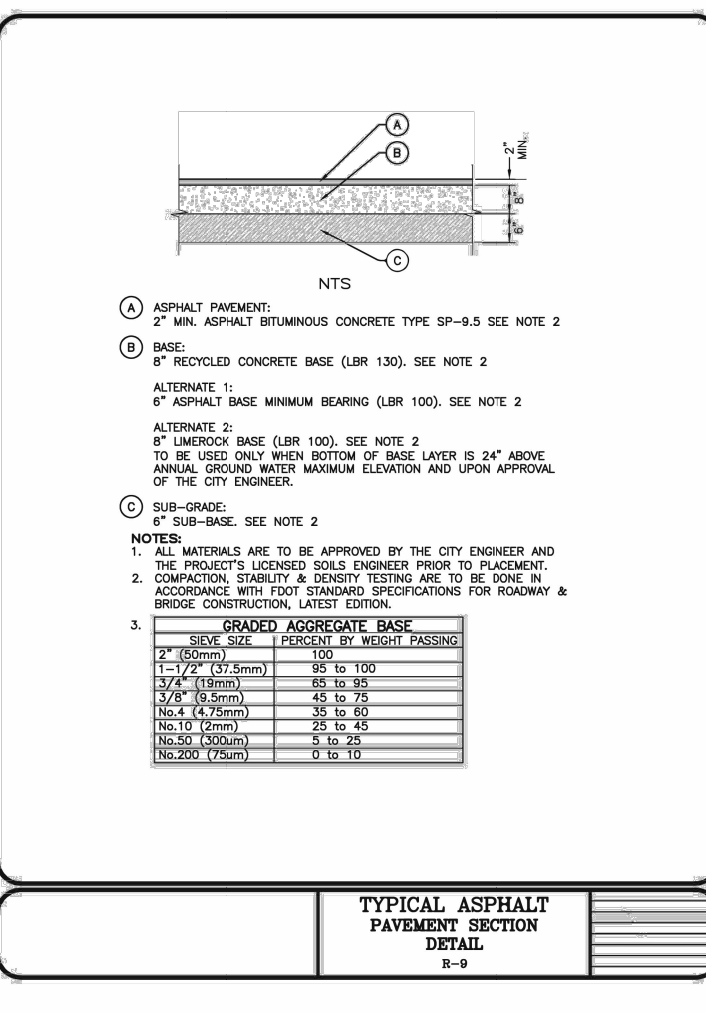 A
B
2" MIN.
8"
6"
C
NTS
A ASPHALT PAVEMENT:
2" MIN. ASPHALT BITUMINOUS CONCRETE TYPE SP-9.5 SEE NOTE 2
B BASE:
8" RECYCLED CONCRETE BASE (LBR 130). SEE NOTE 2
ALTERNATE 1:
6" ASPHALT BASE MINIMUM BEARING (LBR 100). SEE NOTE 2
ALTERNATE 2:
8" LIMEROCK BASE (LBR 100). SEE NOTE 2
TO BE USED ONLY WHEN BOTTOM OF BASE LAYER IS 24" ABOVE
ANNUAL GROUND WATER MAXIMUM ELEVATION AND UPON APPROVAL
OF THE CITY ENGINEER.
C SUB-GRADE:
6" SUB-BASE. SEE NOTE 2
NOTES:
1. ALL MATERIALS ARE TO BE APPROVED BY THE CITY ENGINEER AND
THE PROJECT'S LICENSED SOILS ENGINEER PRIOR TO PLACEMENT.
2. COMPACTION, STABILITY & DENSITY TESTING ARE TO BE DONE IN
ACCORDANCE WITH FDOT STANDARD SPECIFICATIONS FOR ROADWAY &
BRIDGE CONSTRUCTION, LATEST EDITION.
3. GRADED AGGREGATE BASE
SIEVE SIZE PERCENT BY WEIGHT PASSING
2" (50mm) 100
1-1/2" (37.5mm) 95 to 100
3/4" (19mm) 65 to 95
3/8" (9.5mm) 45 to 75
No.4 (4.75mm) 35 to 60
No.10 (2mm) 25 to 45
No.50 (300um) 5 to 25
No.200 (75um) 0 to 10
TYPICAL ASPHALT
PAVEMENT SECTION
DETAIL
R-9